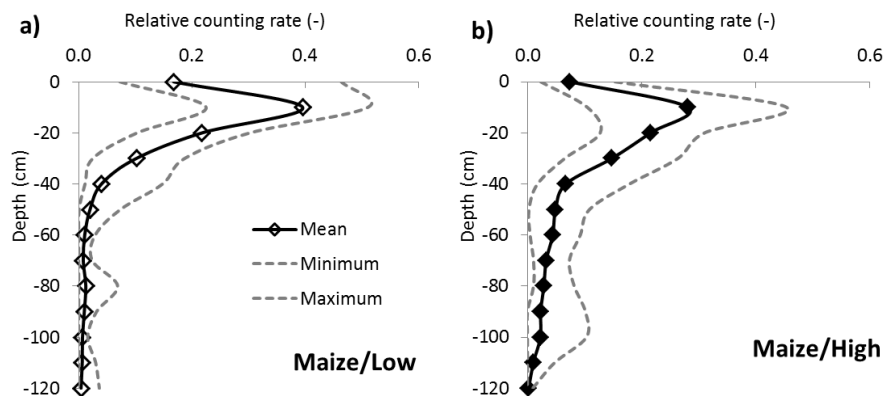 a)
Relative counting rate (-)
0.0 0.2 0.4 0.6
0
-20
-40
-60
-80
-100
-120
Depth (cm)
Mean
Minimum
Maximum
Maize/Low
b)
Relative counting rate (-)
0.0 0.2 0.4 0.6
0
-20
-40
-60
-80
-100
-120
Depth (cm)
Maize/High